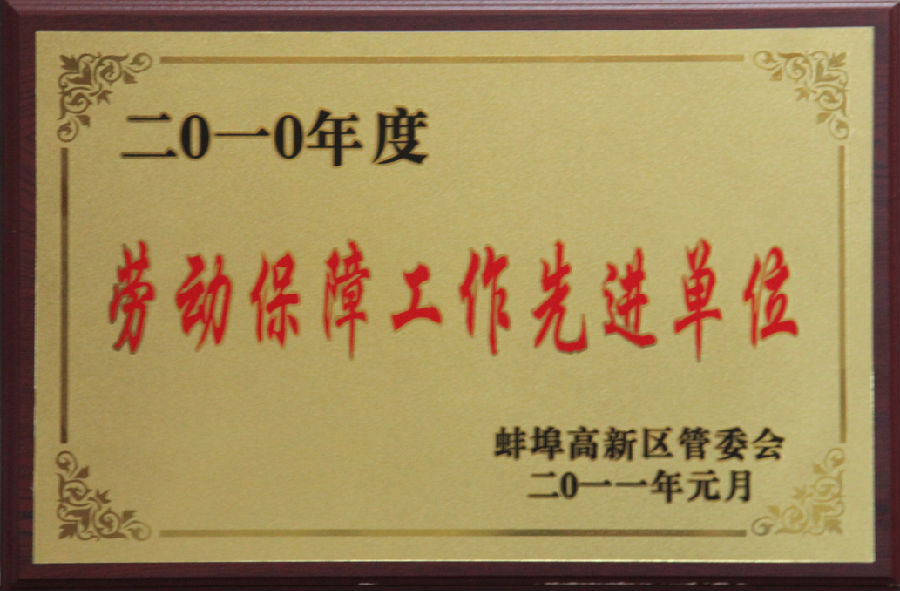 二0一0年度
劳动保障工作先进单位
蚌埠高新区管委会
二0一一年元月